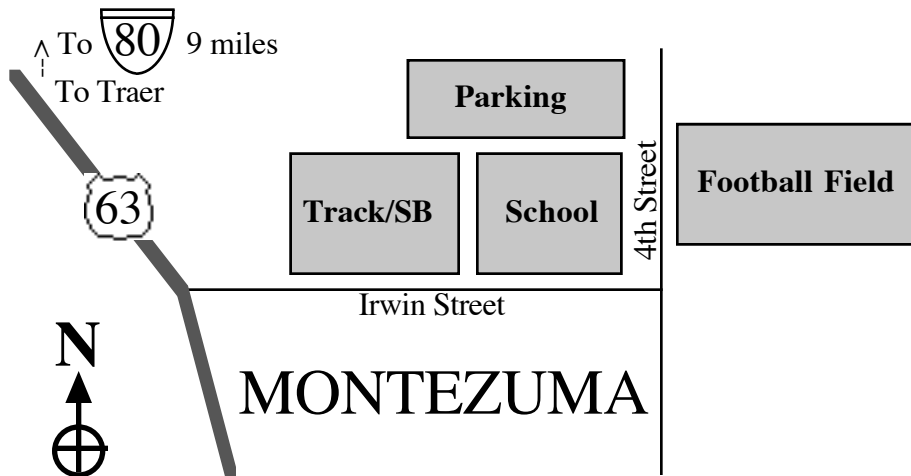 To 80 9 miles
To Traer
Parking
63
Track/SB
School
4th Street
Football Field
Irwin Street
N
MONTEZUMA